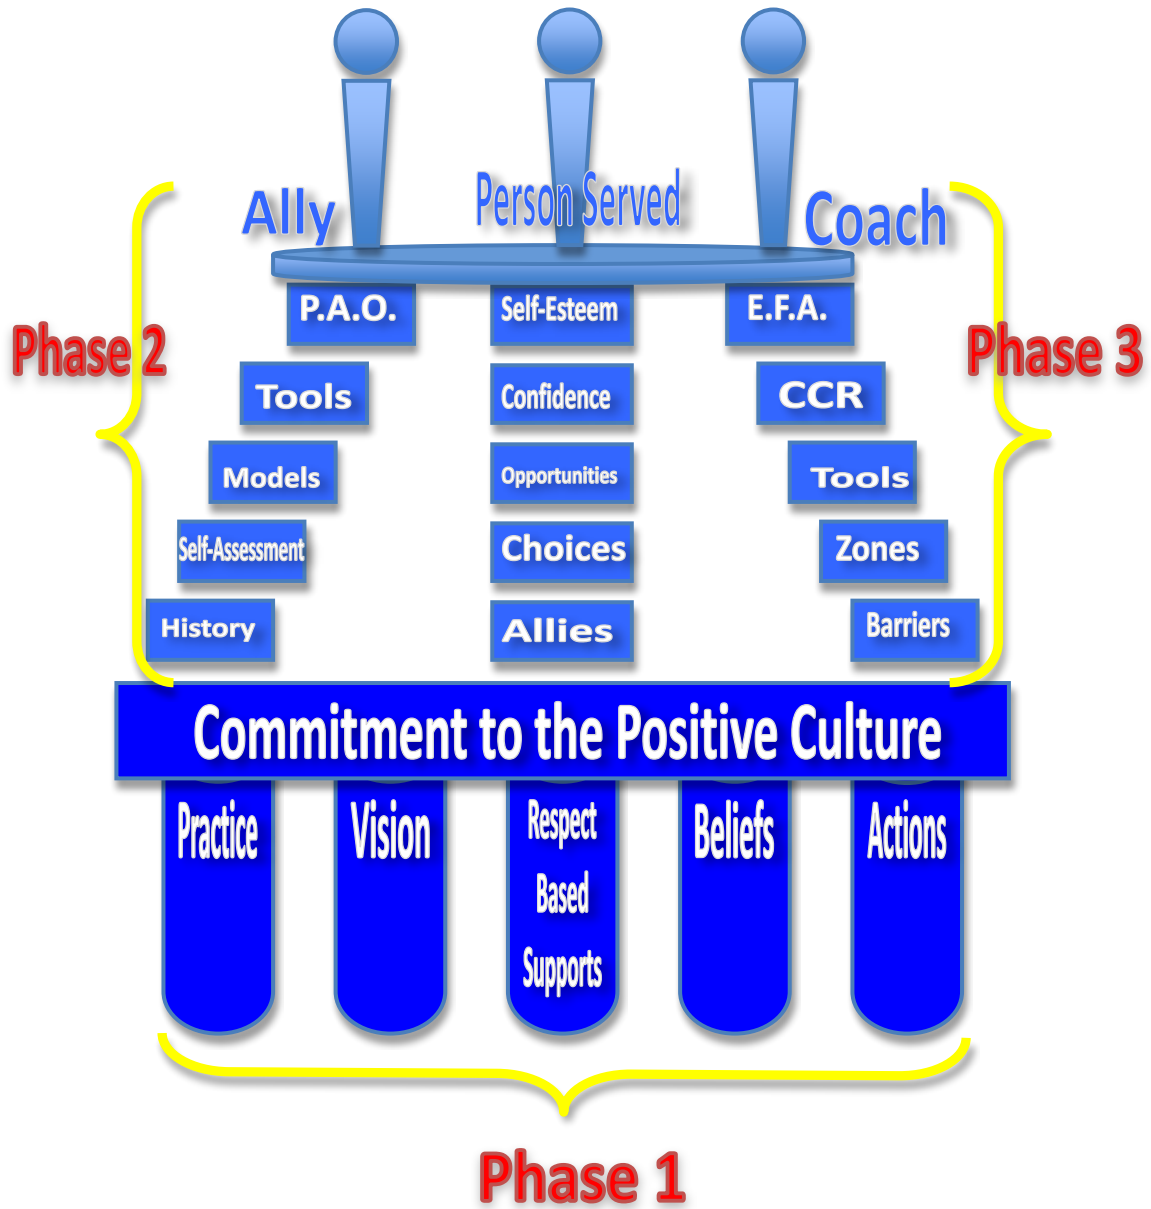 Ally
Person Served
Coach
Phase 2
Phase 3
P.A.O.
Self-Esteem
E.F.A.
Tools
Confidence
CCR
Models
Opportunities
Tools
Self-Assessment
Choices
Zones
History
Allies
Barriers
Commitment to the Positive Culture
Practice
Vision
Respect
Based
Supports
Beliefs
Actions
Phase 1